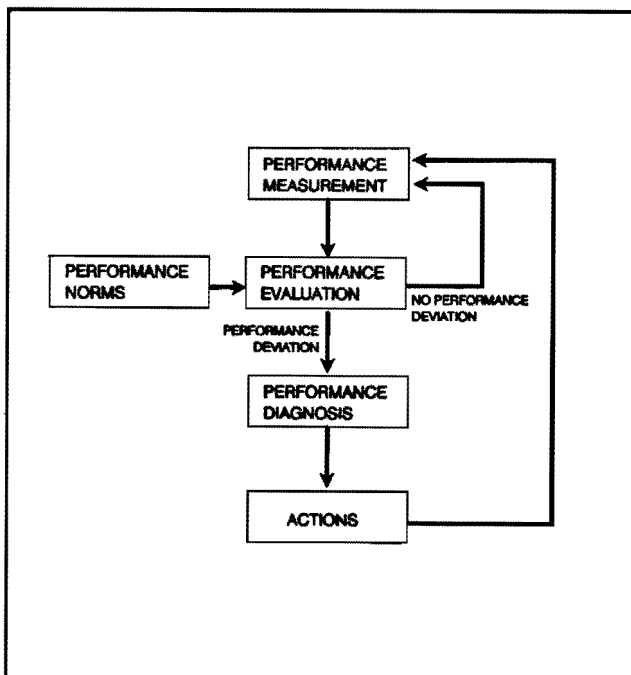 PERFORMANCE
MEASUREMENT
PERFORMANCE
NORMS
PERFORMANCE
EVALUATION
NO PERFORMANCE
DEVIATION
PERFORMANCE
DEVIATION
PERFORMANCE
DIAGNOSIS
ACTIONS